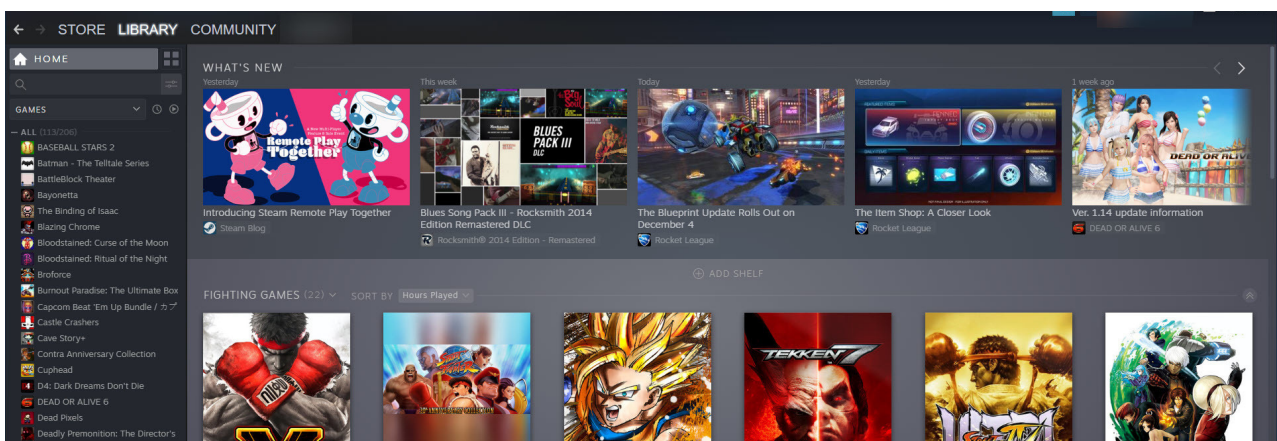 STORE LIBRARY COMMUNITY
HOME
GAMES
— ALL (113/206)
BASEBALL STARS 2
Batman - The Telltale Series
BattleBlock Theater
Bayonetta
The Binding of Isaac
Blazing Chrome
Bloodstained: Curse of the Moon
Bloodstained: Ritual of the Night
Broforce
Burnout Paradise: The Ultimate Box
Capcom Beat 'Em Up Bundle / カプ
Castle Crashers
Cave Story+
Contra Anniversary Collection
Cuphead
D4: Dark Dreams Don't Die
DEAD OR ALIVE 6
Dead Pixels
Deadly Premonition: The Director's
WHAT'S NEW
Yesterday
Remote Play
Together
Introducing Steam Remote Play Together
Steam Blog
This week
BLUES
PACK III
DLC
Blues Song Pack III - Rocksmith 2014
Edition Remastered DLC
Rocksmith® 2014 Edition - Remastered
Today
The Blueprint Update Rolls Out on
December 4
Rocket League
Yesterday
The Item Shop: A Closer Look
Rocket League
1 week ago
DEAD OR ALIVE
Ver. 1.14 update information
DEAD OR ALIVE 6
ADD SHELF
FIGHTING GAMES (22) SORT BY Hours Played
TEKKEN 7